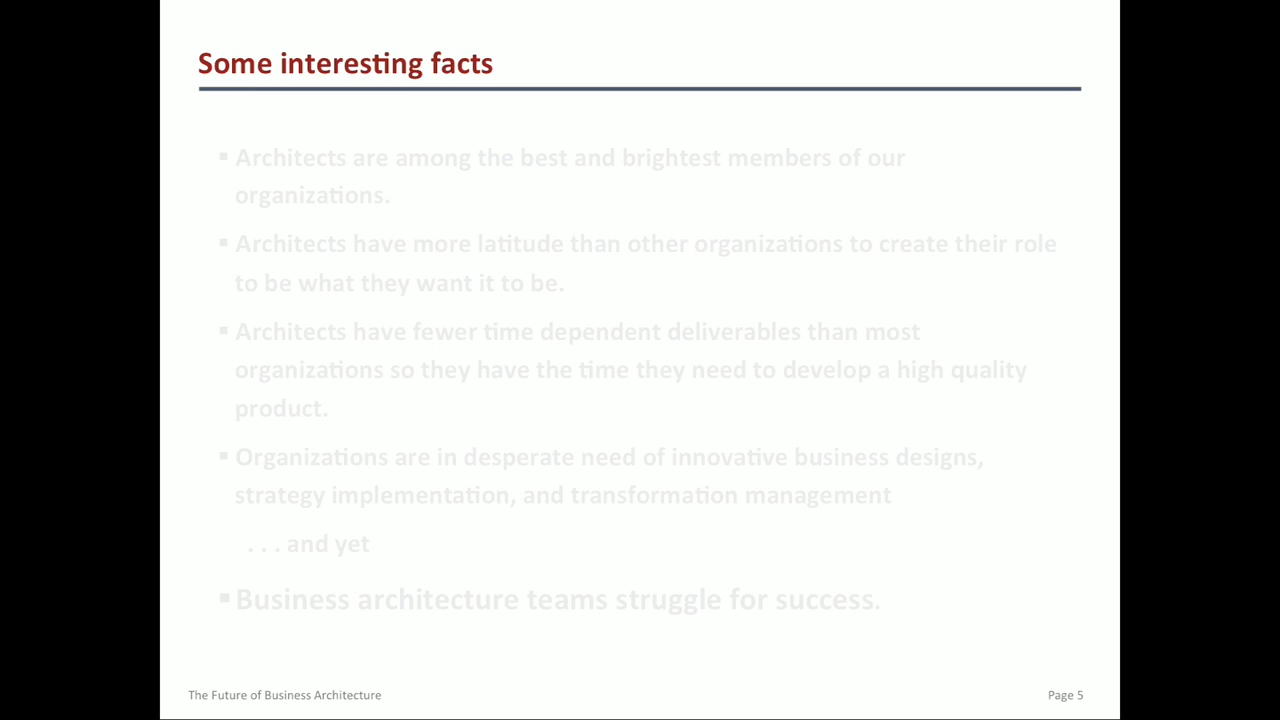 Some interesting facts
▪ Architects are among the best and brightest members of our
organizations.
▪ Architects have more latitude than other organizations to create their role
to be what they want it to be.
▪ Architects have fewer time dependent deliverables than most
organizations so they have the time they need to develop a high quality
product.
▪ Organizations are in desperate need of innovative business designs,
strategy implementation, and transformation management
. . . and yet
▪ Business architecture teams struggle for success.
The Future of Business Architecture
Page 5